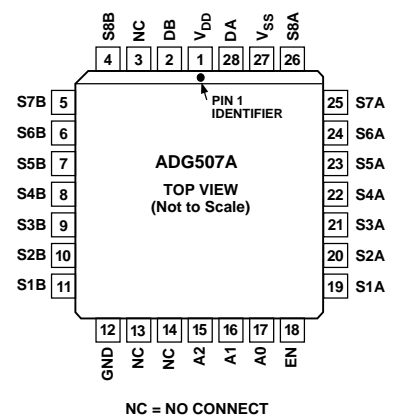 S8B NC DB VDD DA VSS S8A
4 3 2 1 28 27 26
PIN 1
IDENTIFIER
S7B 5
S6B 6
S5B 7
S4B 8
S3B 9
S2B 10
S1B 11
ADG507A
TOP VIEW
(Not to Scale)
25 S7A
24 S6A
23 S5A
22 S4A
21 S3A
20 S2A
19 S1A
12 13 14 15 16 17 18
GND NC NC A2 A1 A0 EN
NC = NO CONNECT